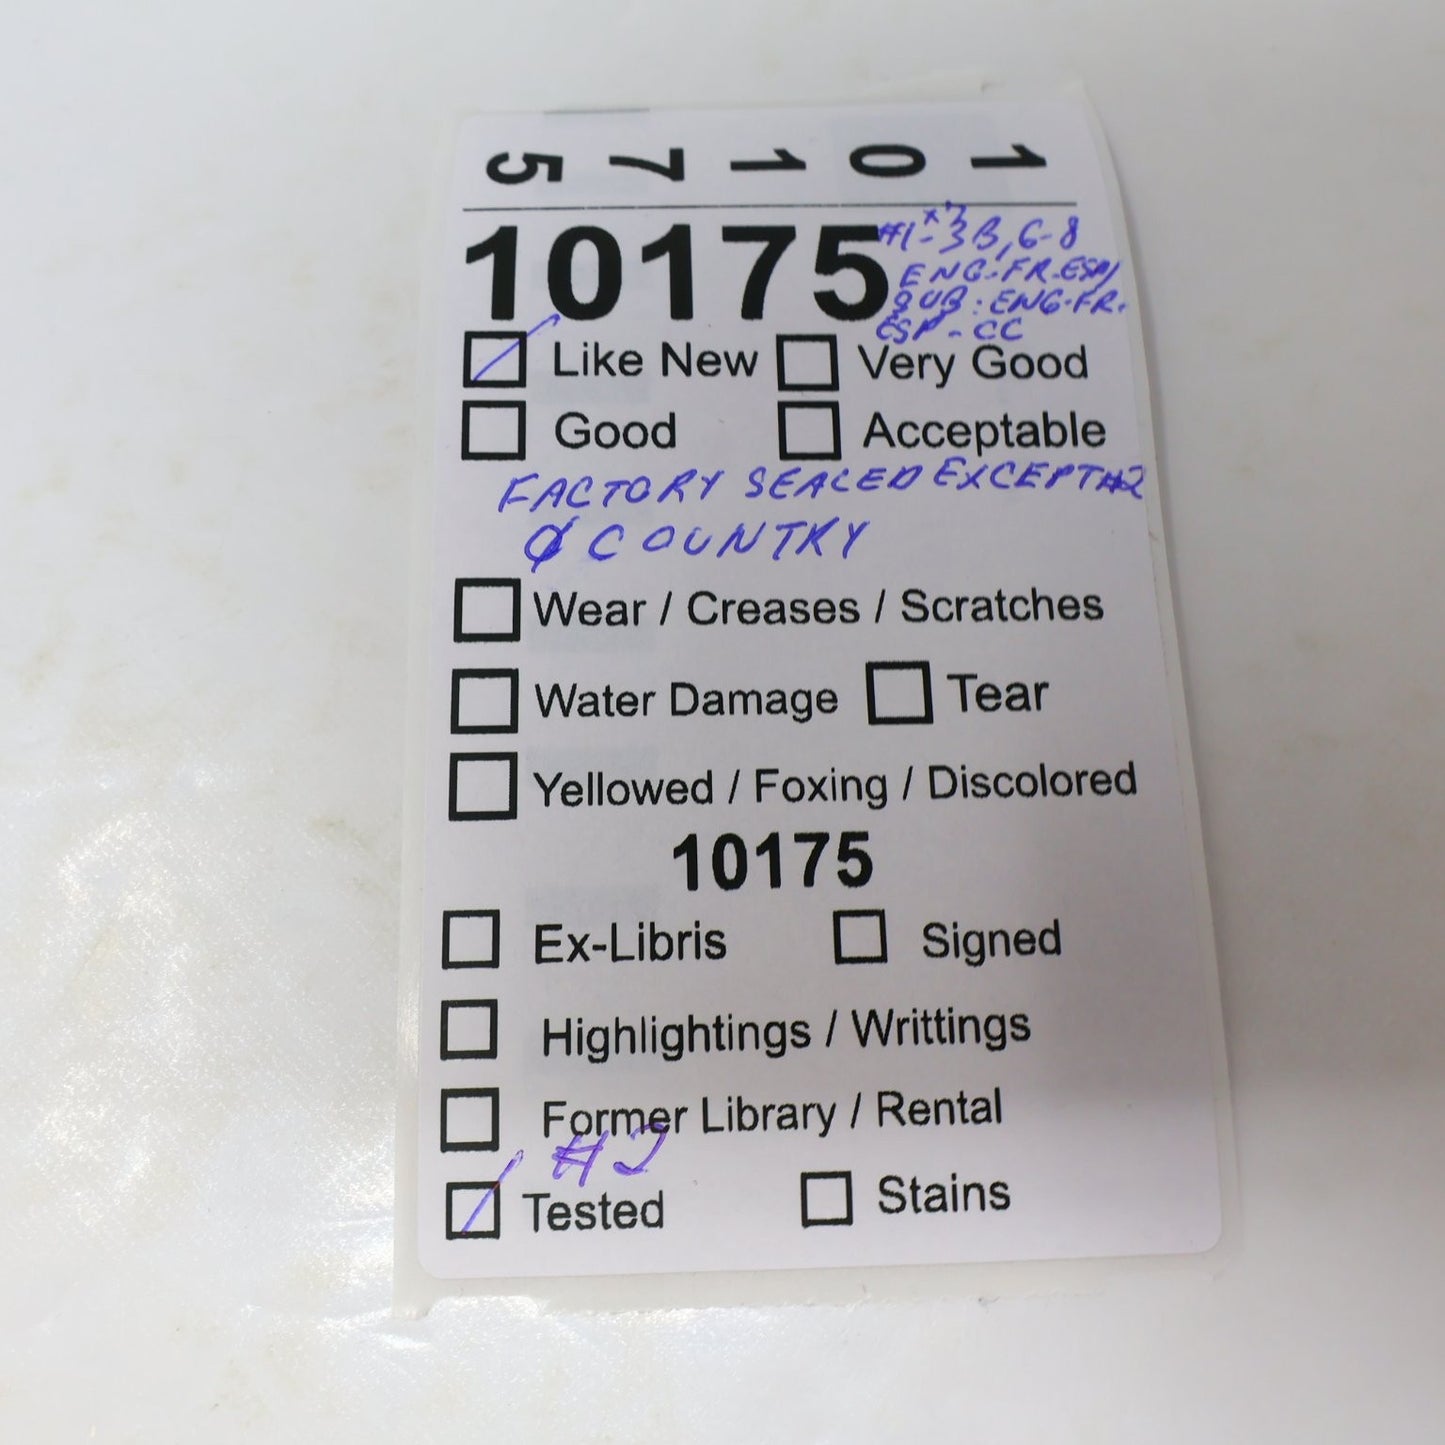 10175
10175
#1-3B, 6-8
ENG-FR-ESP/
SUB: ENG-FR-
ESP-CC
Like New Very Good
Good Acceptable
FACTORY SEALED EXCEPT #2
Ø COUNTRY
Wear / Creases / Scratches
Water Damage Tear
Yellowed / Foxing / Discolored
10175
Ex-Libris Signed
Highlightings / Writtings
Former Library / Rental
#2
Tested Stains